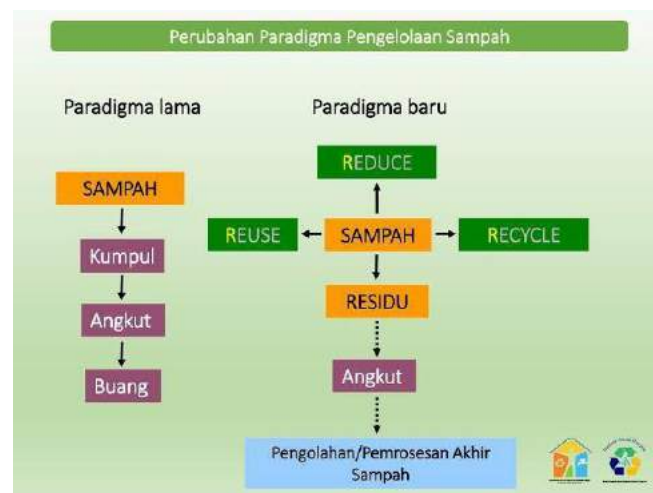 Perubahan Paradigma Pengelolaan Sampah
Paradigma lama
SAMPAH
Kumpul
Angkut
Buang
Paradigma baru
REDUCE
REUSE
SAMPAH
RECYCLE
RESIDU
Angkut
Pengolahan/Pemrosesan Akhir
Sampah